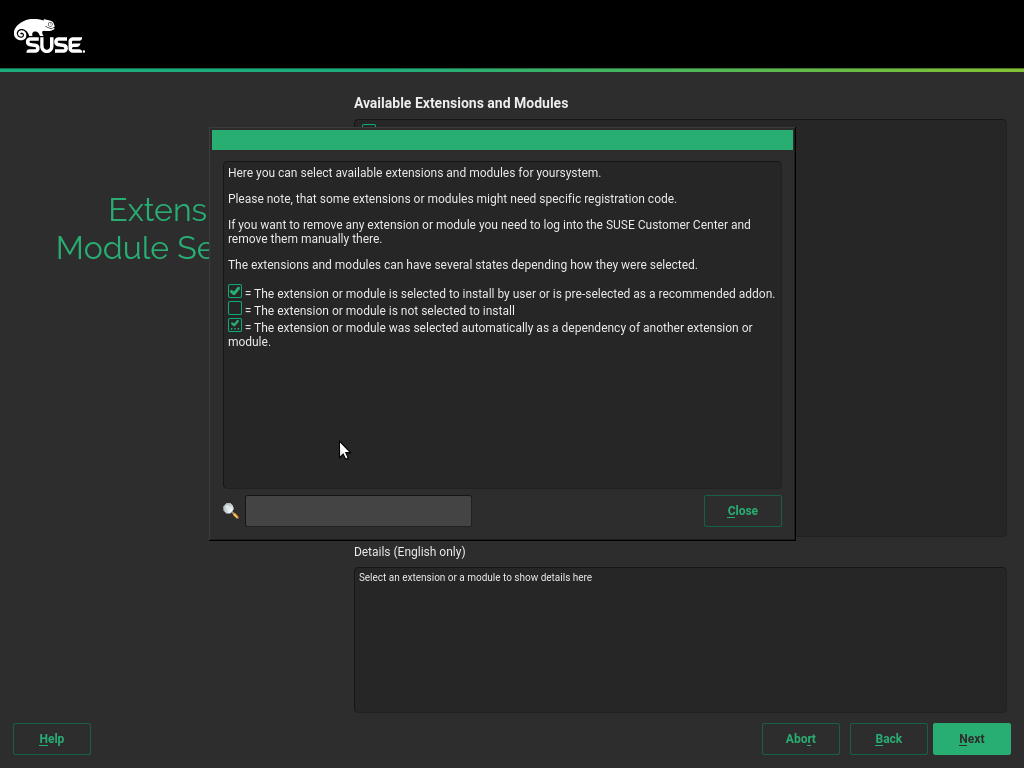 SUSE.
Available Extensions and Modules
Extens
Module Se
Here you can select available extensions and modules for yoursystem.
Please note, that some extensions or modules might need specific registration code.
If you want to remove any extension or module you need to log into the SUSE Customer Center and
remove them manually there.
The extensions and modules can have several states depending how they were selected.
= The extension or module is selected to install by user or is pre-selected as a recommended addon.
= The extension or module is not selected to install
= The extension or module was selected automatically as a dependency of another extension or
module.
Close
Details (English only)
Select an extension or a module to show details here
Help
Abort
Back
Next